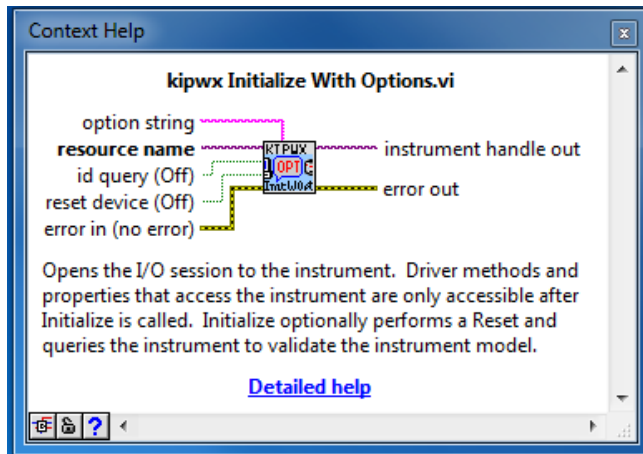 Context Help
x
kipwx Initialize With Options.vi
option string
resource name
id query (Off)
reset device (Off)
error in (no error)
KTPWX
OPT
InitWOpt
instrument handle out
error out
Opens the I/O session to the instrument.  Driver methods and
properties that access the instrument are only accessible after
Initialize is called.  Initialize optionally performs a Reset and
queries the instrument to validate the instrument model.
Detailed help
?